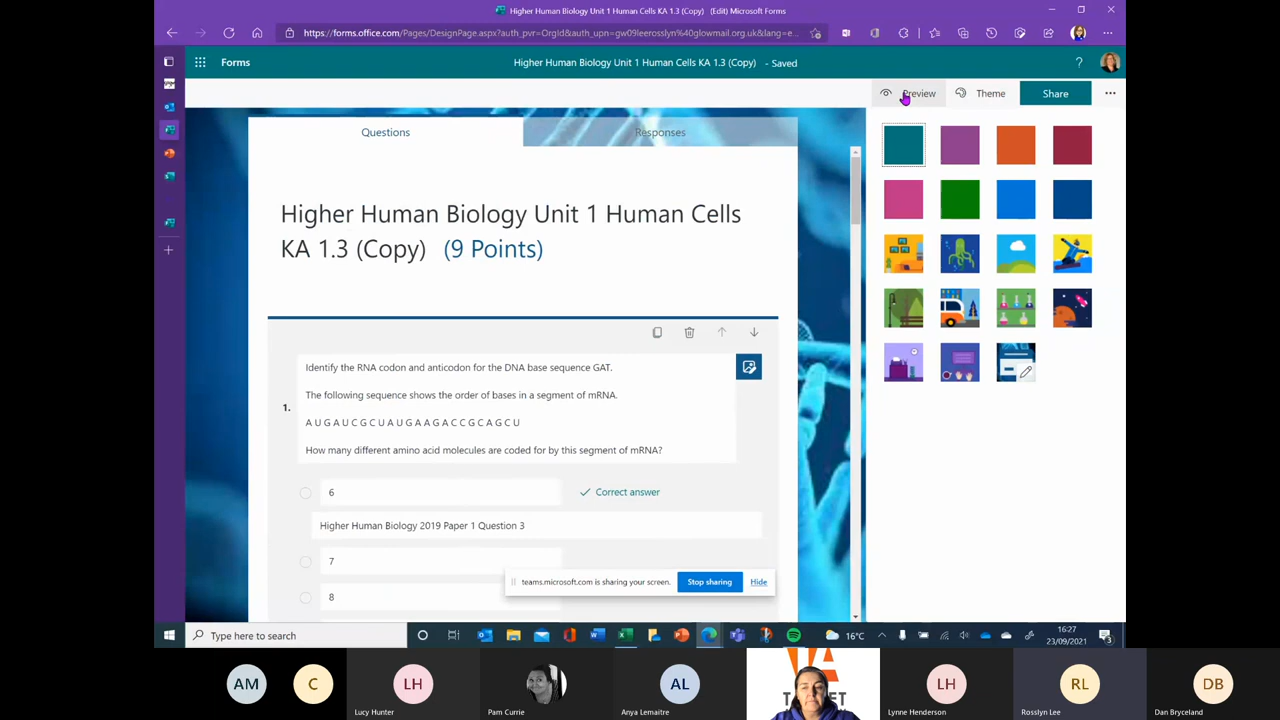 Higher Human Biology Unit 1 Human Cells KA 1.3 (Copy) (Edit) Microsoft Forms
https://forms.office.com/Pages/DesignPage.aspx?auth_pvr=OrgId&auth_upn=gw09leerosslyn%40glowmail.org.uk&lang=e...
Forms
Higher Human Biology Unit 1 Human Cells KA 1.3 (Copy) - Saved
?
Preview
Theme
Share
Questions
Responses
Higher Human Biology Unit 1 Human Cells
KA 1.3 (Copy) (9 Points)
Identify the RNA codon and anticodon for the DNA base sequence GAT.
The following sequence shows the order of bases in a segment of mRNA.
1.
A U G A U C G C U A U G A A G A C C G C A G C U
How many different amino acid molecules are coded for by this segment of mRNA?
6
Correct answer
Higher Human Biology 2019 Paper 1 Question 3
7
8
teams.microsoft.com is sharing your screen.
Stop sharing
Hide
Type here to search
16°C
16:27
23/09/2021
3
AM
C
LH
Lucy Hunter
Pam Currie
AL
Anya Lemaitre
LH
Lynne Henderson
RL
Rosslyn Lee
DB
Dan Bryceland